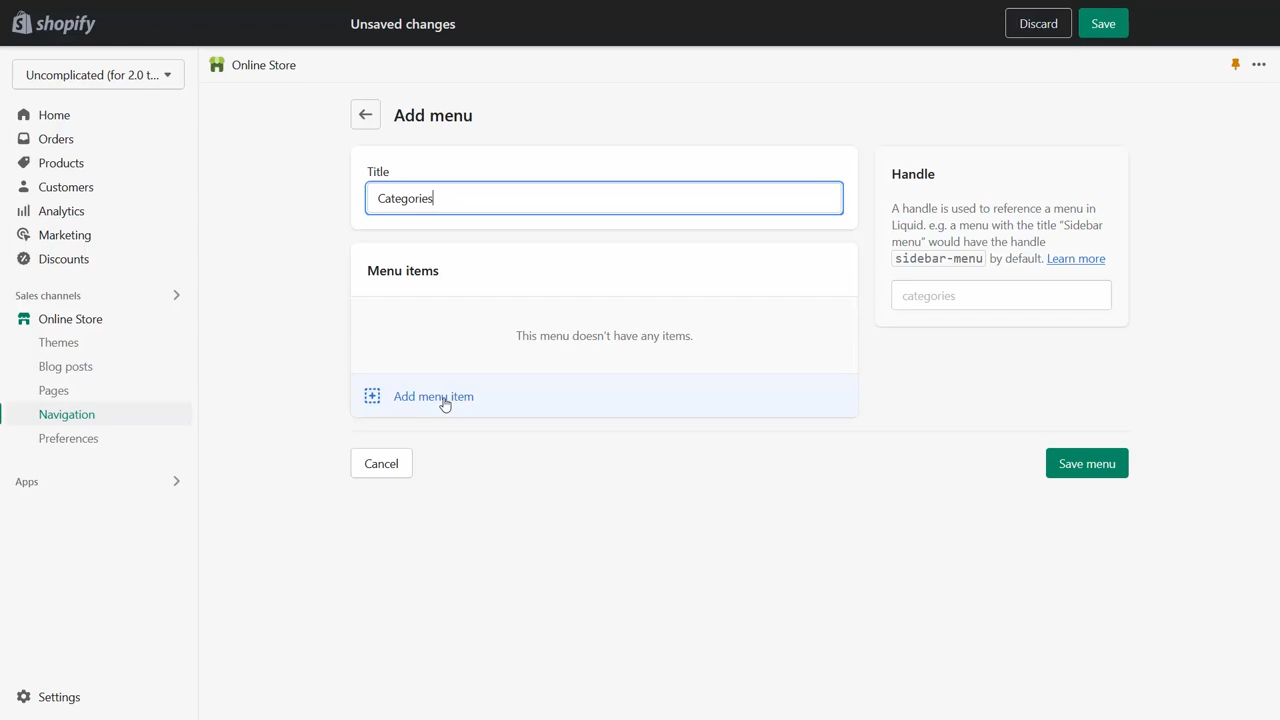 shopify
Unsaved changes
Discard
Save
Uncomplicated (for 2.0 t...
Online Store
Home
Orders
Products
Customers
Analytics
Marketing
Discounts
Sales channels
Online Store
Themes
Blog posts
Pages
Navigation
Preferences
Apps
Settings
Add menu
Title
Categories
Menu items
This menu doesn't have any items.
Add menu item
Cancel
Save menu
Handle
A handle is used to reference a menu in
Liquid. e.g. a menu with the title “Sidebar
menu” would have the handle
sidebar-menu by default. Learn more
categories